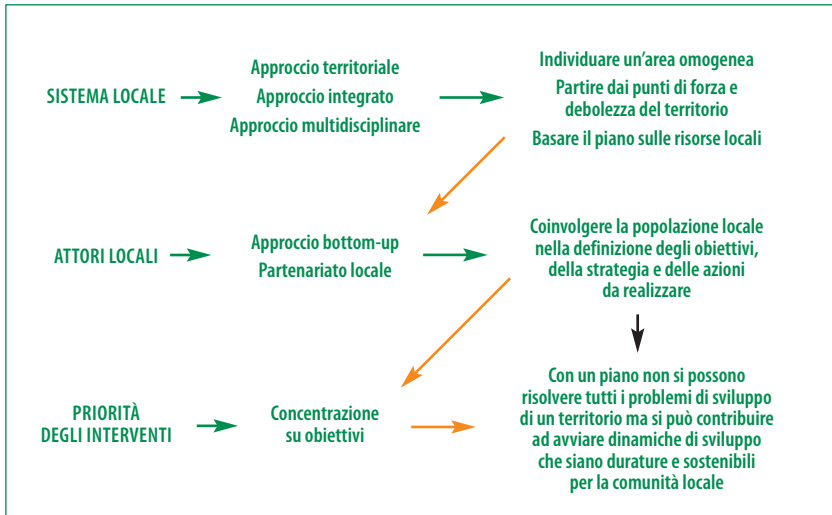 SISTEMA LOCALE
Approccio territoriale
Approccio integrato
Approccio multidisciplinare
Individuare un'area omogenea
Partire dai punti di forza e
debolezza del territorio
Basare il piano sulle risorse locali
ATTORI LOCALI
Approccio bottom-up
Partenariato locale
Coinvolgere la popolazione locale
nella definizione degli obiettivi,
della strategia e delle azioni
da realizzare
PRIORITÀ
DEGLI INTERVENTI
Concentrazione
su obiettivi
Con un piano non si possono
risolvere tutti i problemi di sviluppo
di un territorio ma si può contribuire
ad avviare dinamiche di sviluppo
che siano durature e sostenibili
per la comunità locale